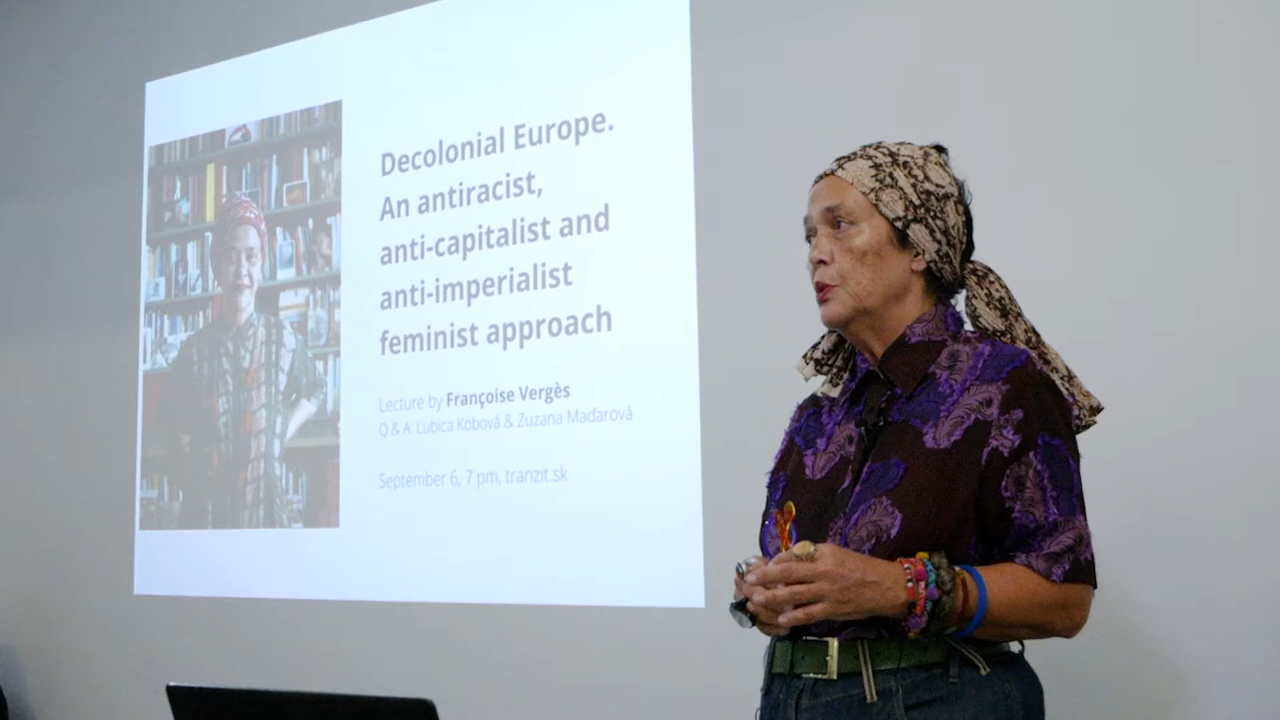 Decolonial Europe.
An antiracist,
anti-capitalist and
anti-imperialist
feminist approach
Lecture by Françoise Vergès
Q & A: Ľubica Kobová & Zuzana Maďarová
September 6, 7 pm, tranzit.sk